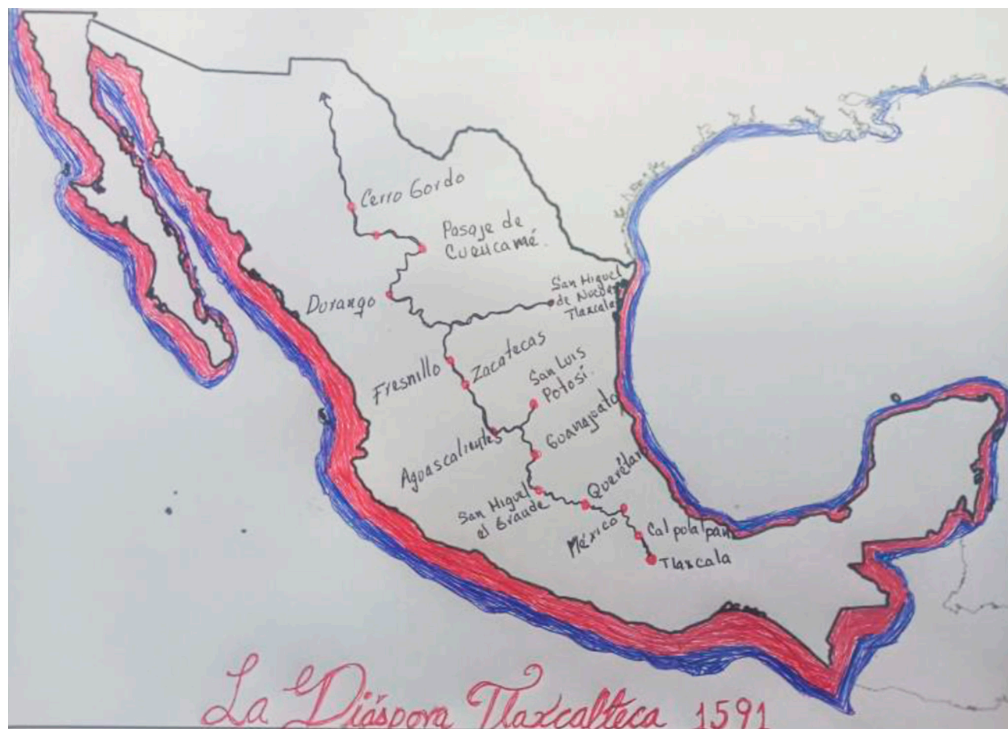 Cerro Gordo
Pasaje de
Cueucamé.
Durango
San Miguel
de Nueva
Tlaxcala
Fresnillo
Zacatecas
San Luis
Potosí.
Aguascalientes
Guanajuato
San Miguel
el Grande
Querétaro
México
Calpolalpan
Tlaxcala
La Diáspora Tlaxcalteca 1591